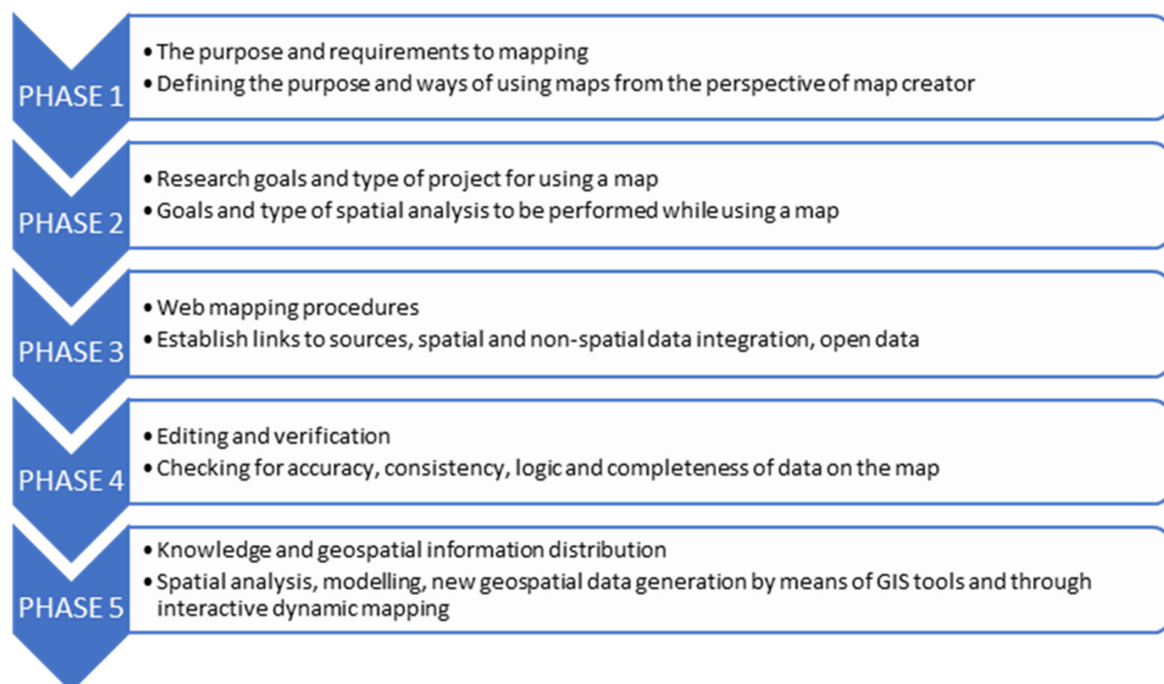 PHASE 1
• The purpose and requirements to mapping
• Defining the purpose and ways of using maps from the perspective of map creator
PHASE 2
• Research goals and type of project for using a map
• Goals and type of spatial analysis to be performed while using a map
PHASE 3
• Web mapping procedures
• Establish links to sources, spatial and non-spatial data integration, open data
PHASE 4
• Editing and verification
• Checking for accuracy, consistency, logic and completeness of data on the map
PHASE 5
• Knowledge and geospatial information distribution
• Spatial analysis, modelling, new geospatial data generation by means of GIS tools and through
interactive dynamic mapping